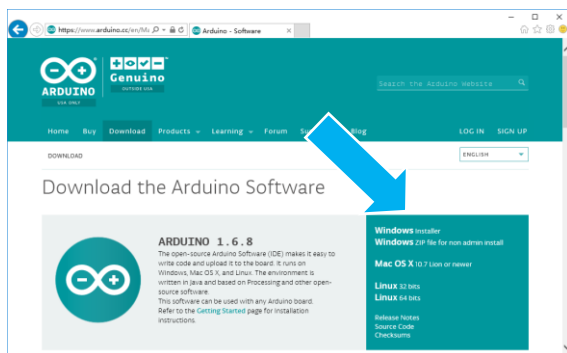 https://www.arduino.cc/en/Ma
Arduino - Software
ARDUINO
USA ONLY
Genuino
OUTSIDE USA
Search the Arduino Website
Home Buy Download Products Learning Forum Blog
LOG IN SIGN UP
DOWNLOAD
ENGLISH
Download the Arduino Software
ARDUINO 1.6.8
The open-source Arduino Software (IDE) makes it easy to
write code and upload it to the board. It runs on
Windows, Mac OS X, and Linux. The environment is
written in Java and based on Processing and other open-
source software.
This software can be used with any Arduino board.
Refer to the Getting Started page for Installation
instructions.
Windows Installer
Windows ZIP file for non admin install
Mac OS X 10.7 Lion or newer
Linux 32 bits
Linux 64 bits
Release Notes
Source Code
Checksums